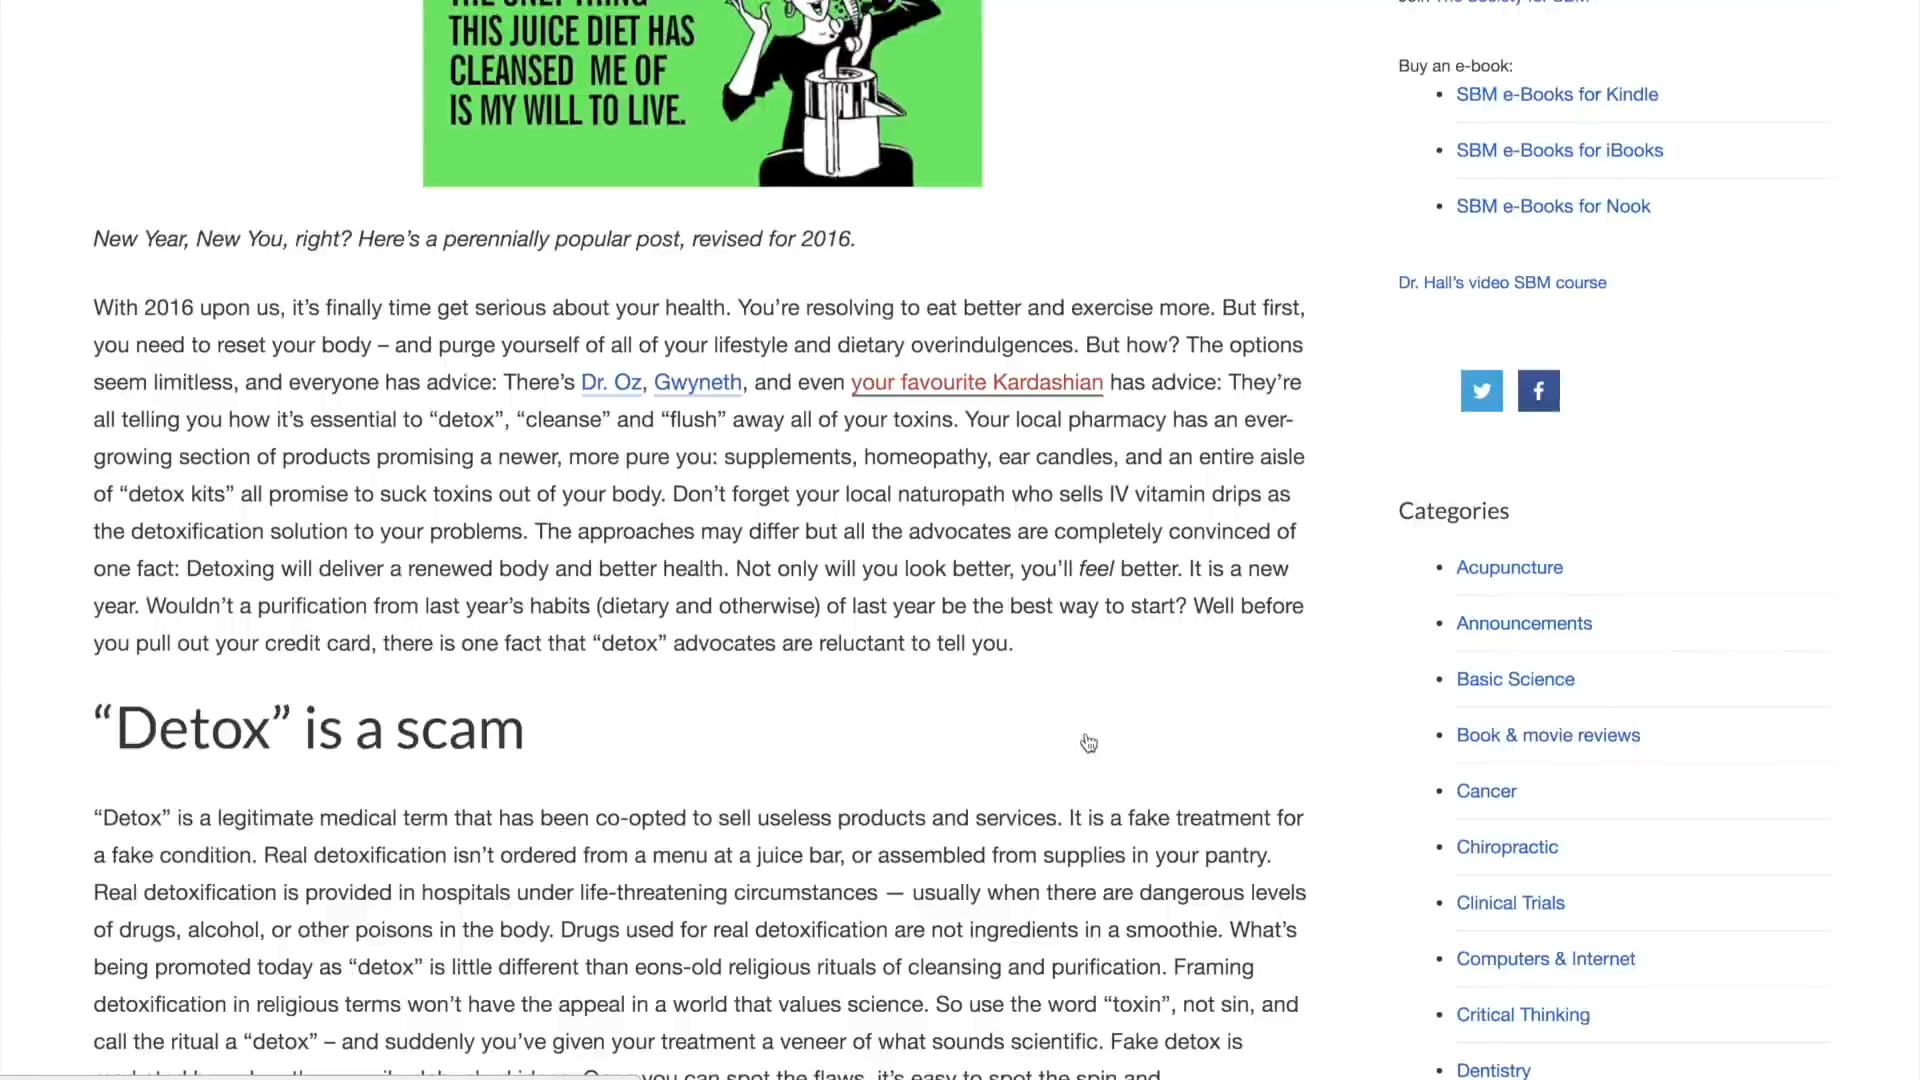 THIS JUICE DIET HAS
CLEANSED ME OF
IS MY WILL TO LIVE.
New Year, New You, right? Here's a perennially popular post, revised for 2016.
With 2016 upon us, it's finally time get serious about your health. You're resolving to eat better and exercise more. But first,
you need to reset your body – and purge yourself of all of your lifestyle and dietary overindulgences. But how? The options
seem limitless, and everyone has advice: There's Dr. Oz, Gwyneth, and even your favourite Kardashian has advice: They're
all telling you how it's essential to “detox”, “cleanse” and “flush” away all of your toxins. Your local pharmacy has an ever-
growing section of products promising a newer, more pure you: supplements, homeopathy, ear candles, and an entire aisle
of “detox kits” all promise to suck toxins out of your body. Don't forget your local naturopath who sells IV vitamin drips as
the detoxification solution to your problems. The approaches may differ but all the advocates are completely convinced of
one fact: Detoxing will deliver a renewed body and better health. Not only will you look better, you'll feel better. It is a new
year. Wouldn't a purification from last year's habits (dietary and otherwise) of last year be the best way to start? Well before
you pull out your credit card, there is one fact that “detox” advocates are reluctant to tell you.
“Detox” is a scam
“Detox” is a legitimate medical term that has been co-opted to sell useless products and services. It is a fake treatment for
a fake condition. Real detoxification isn't ordered from a menu at a juice bar, or assembled from supplies in your pantry.
Real detoxification is provided in hospitals under life-threatening circumstances — usually when there are dangerous levels
of drugs, alcohol, or other poisons in the body. Drugs used for real detoxification are not ingredients in a smoothie. What's
being promoted today as “detox” is little different than eons-old religious rituals of cleansing and purification. Framing
detoxification in religious terms won't have the appeal in a world that values science. So use the word “toxin”, not sin, and
call the ritual a “detox” – and suddenly you've given your treatment a veneer of what sounds scientific. Fake detox is
you can spot the flaws, it's easy to spot the spin and
Buy an e-book:
SBM e-Books for Kindle
SBM e-Books for iBooks
SBM e-Books for Nook
Dr. Hall's video SBM course
Categories
Acupuncture
Announcements
Basic Science
Book & movie reviews
Cancer
Chiropractic
Clinical Trials
Computers & Internet
Critical Thinking
Dentistry